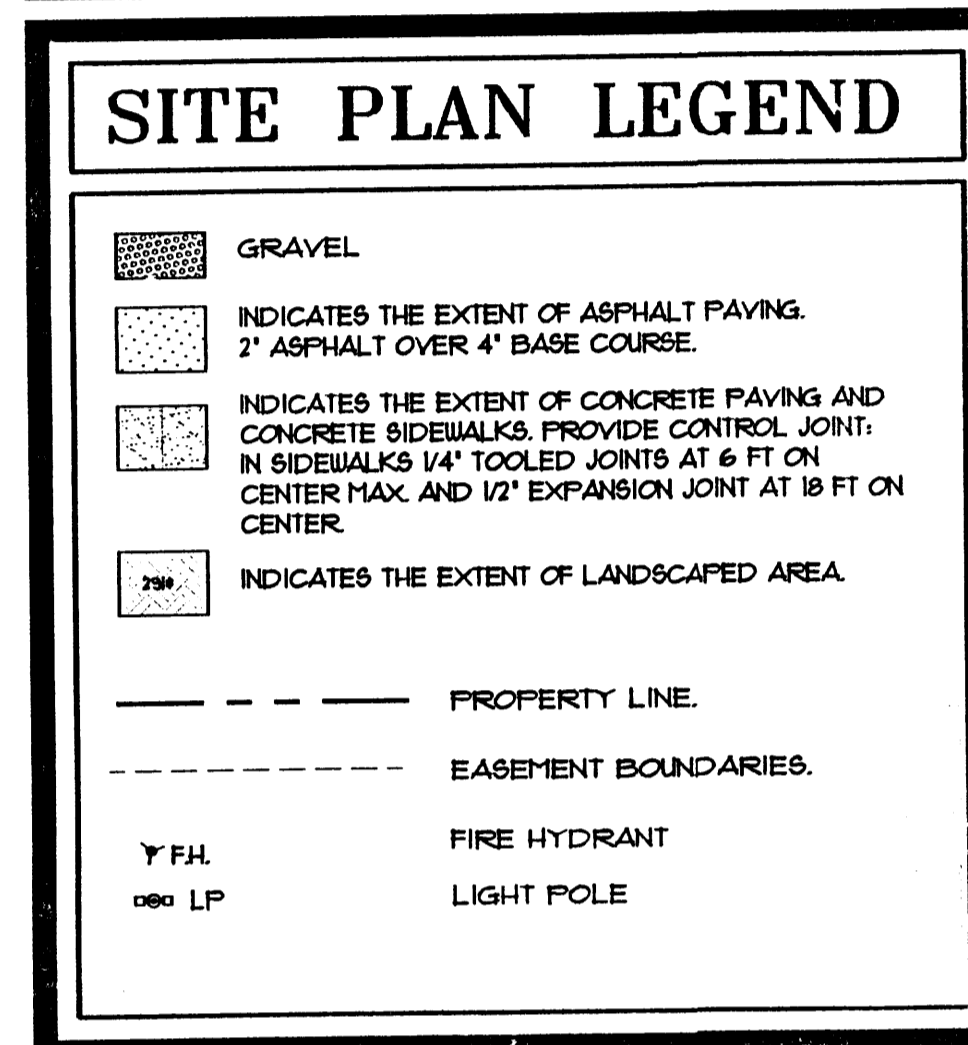 SITE PLAN LEGEND
GRAVEL
INDICATES THE EXTENT OF ASPHALT PAVING.
2" ASPHALT OVER 4" BASE COURSE.
INDICATES THE EXTENT OF CONCRETE PAVING AND
CONCRETE SIDEWALKS. PROVIDE CONTROL JOINT:
IN SIDEWALKS 1/4" TOOLED JOINTS AT 6 FT ON
CENTER MAX. AND 1/2" EXPANSION JOINT AT 18 FT ON
CENTER
INDICATES THE EXTENT OF LANDSCAPED AREA.
PROPERTY LINE.
EASEMENT BOUNDARIES.
F.H. FIRE HYDRANT
LP LIGHT POLE